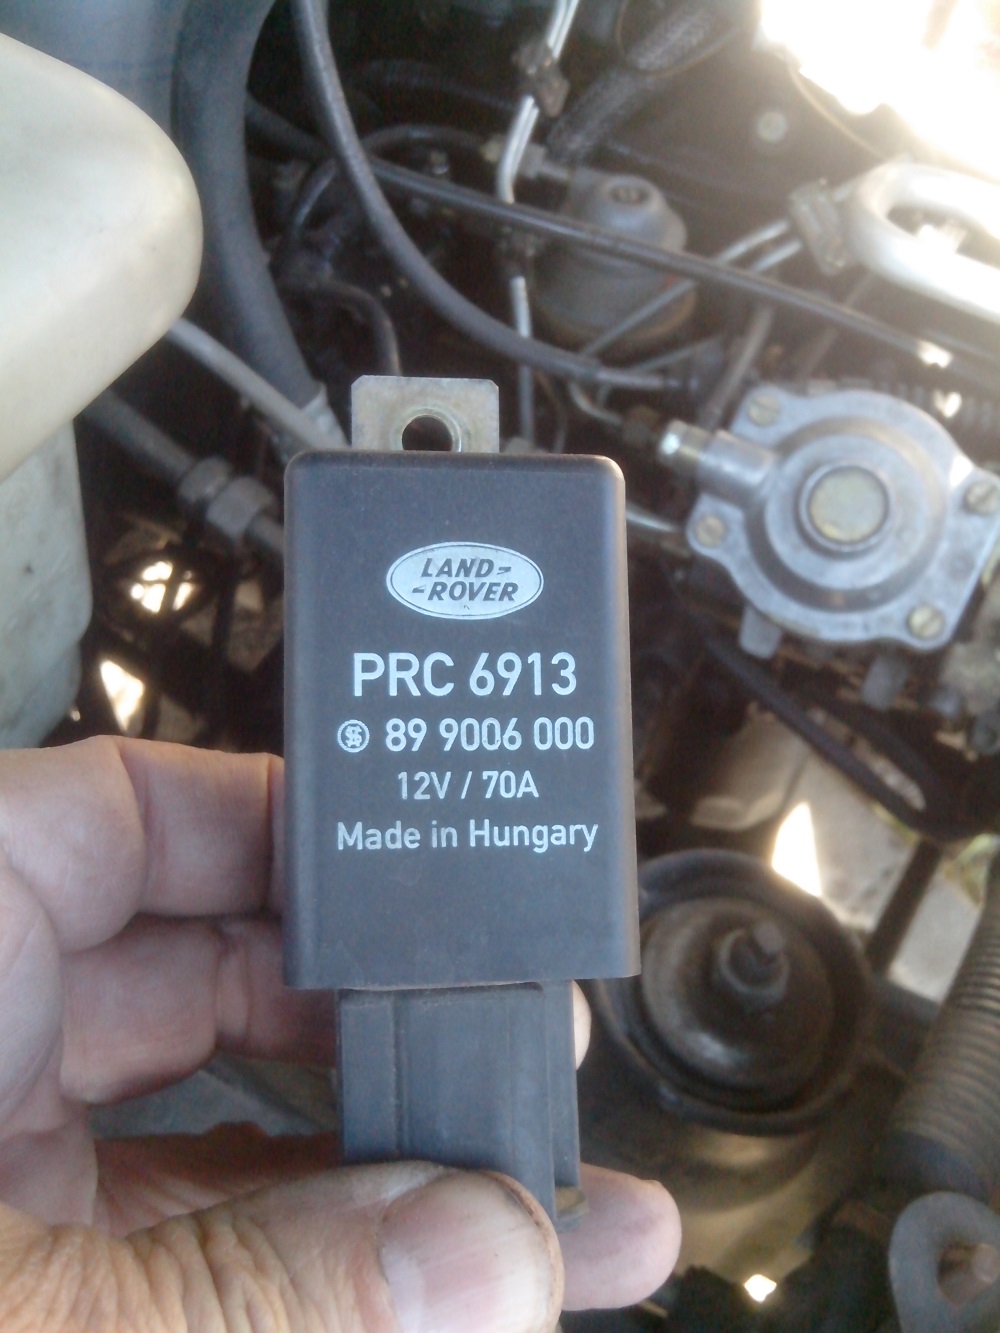 LAND-
-ROVER
PRC 6913
89 9006 000
12V / 70A
Made in Hungary